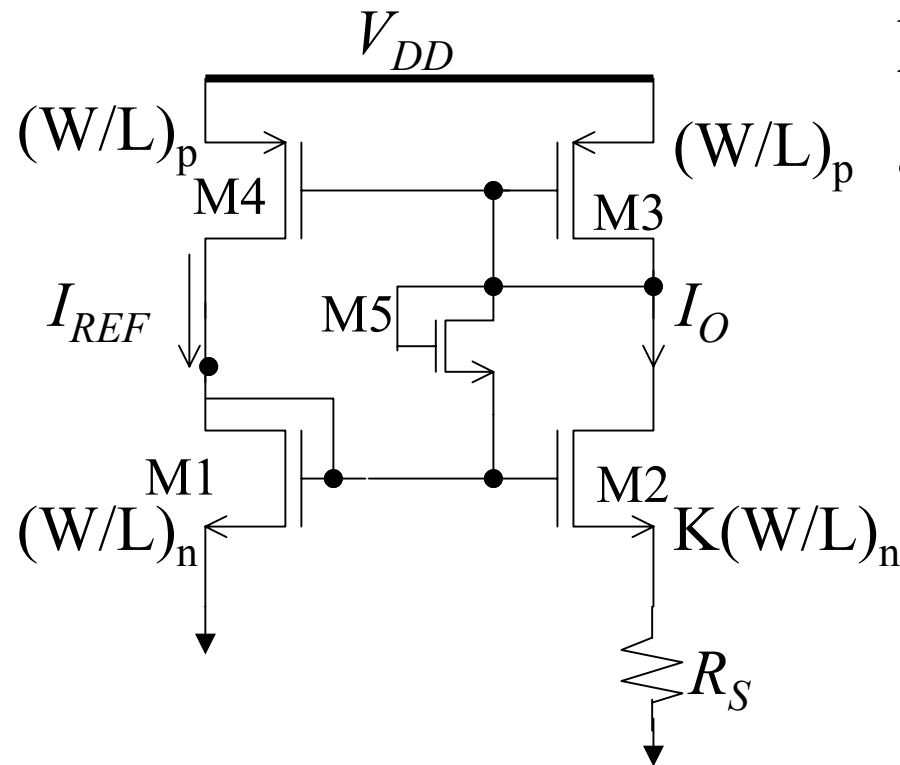 V_DD
(W/L)_p
(W/L)_p
M4
M3
M5
I_REF
I_O
M1
M2
(W/L)_n
K(W/L)_n
R_S